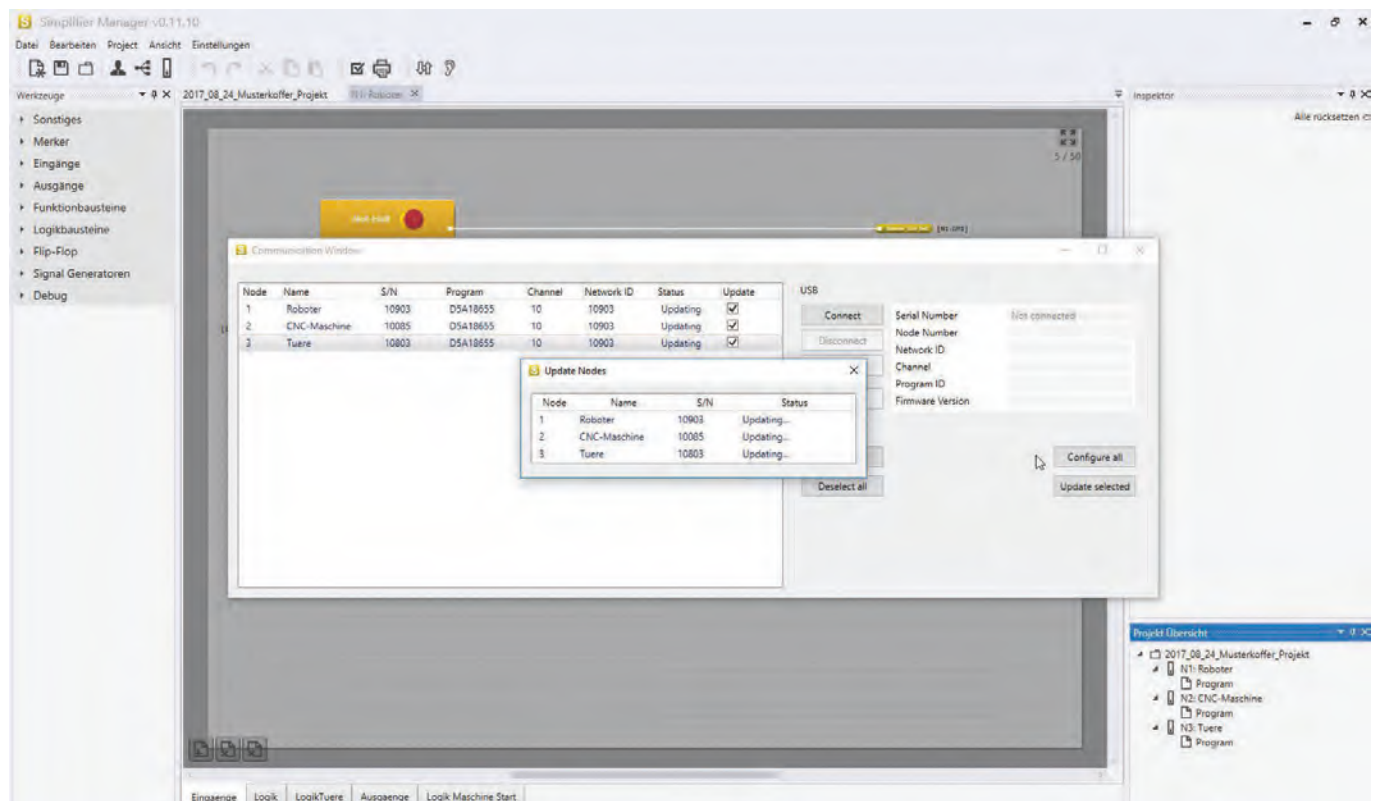 Simplifier Manager v0.11.10
Datei Bearbeiten Project Ansicht Einstellungen
Werkzeuge
2017_08_24_Musterkoffer_Projekt N1: Roboter
Inspektor
Alle rücksetzen
Sonstiges
Merker
Eingänge
Ausgänge
Funktionbausteine
Logikbausteine
Flip-Flop
Signal Generatoren
Debug
5 / 50
Communication Window
Node Name S/N Program Channel Network ID Status Update
1 Roboter 10903 D5A18655 10 10903 Updating
2 CNC-Maschine 10085 D5A18655 10 10903 Updating
3 Tuere 10803 D5A18655 10 10903 Updating
USB
Connect
Disconnect
Serial Number Not connected
Node Number
Network ID
Channel
Program ID
Firmware Version
Update Nodes
Node Name S/N Status
1 Roboter 10903 Updating...
2 CNC-Maschine 10085 Updating...
3 Tuere 10803 Updating...
Configure all
Deselect all
Update selected
Projekt Übersicht
2017_08_24_Musterkoffer_Projekt
N1: Roboter
Program
N2: CNC-Maschine
Program
N3: Tuere
Program
Eingaenge Logik LogikTuere Ausgaenge Logik Maschine Start